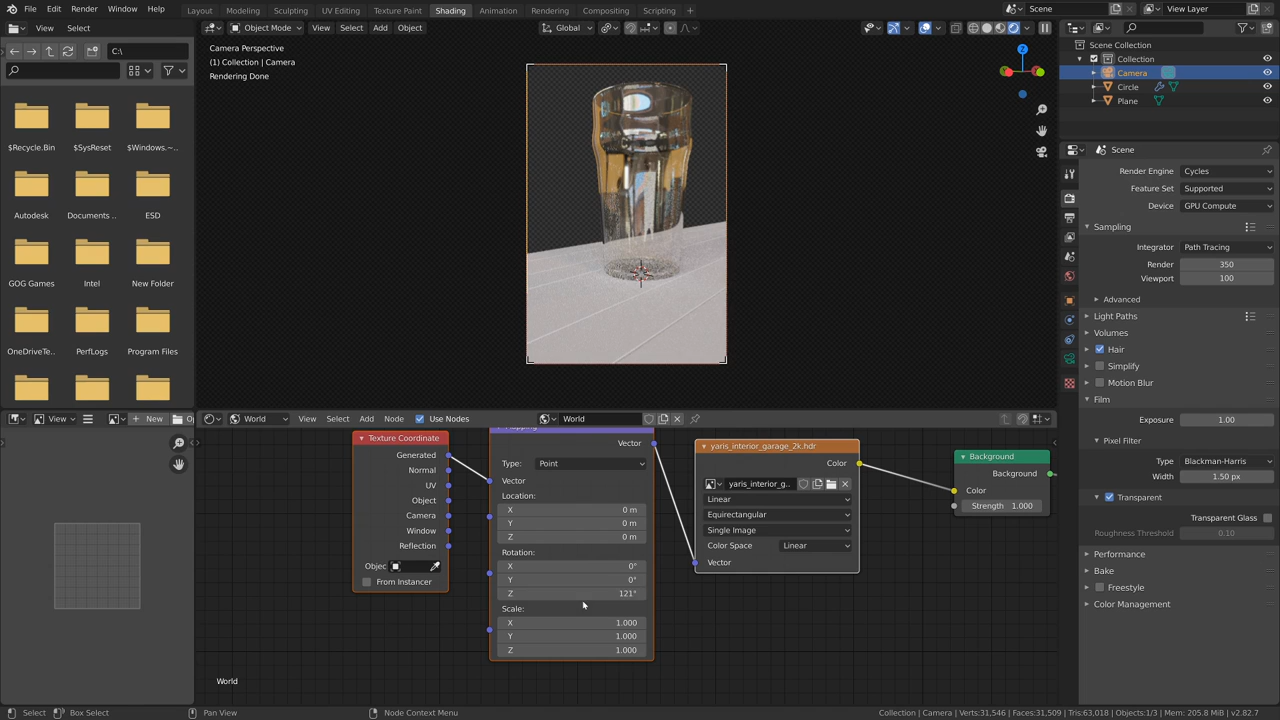 File Edit Render Window Help Layout Modeling Sculpting UV Editing Texture Paint Shading Animation Rendering Compositing Scripting + Scene View Layer
View Select Object Mode View Select Add Object Global
C:\
Camera Perspective
(1) Collection | Camera
Rendering Done
Z
Scene Collection
Collection
Camera
Circle
Plane
$Recycle.Bin $SysReset $Windows.~..
Autodesk Documents .. ESD
GOG Games Intel New Folder
OneDriveTe.. PerfLogs Program Files
Scene
Render Engine Cycles
Feature Set Supported
Device GPU Compute
Sampling
Integrator Path Tracing
Render 350
Viewport 100
Advanced
Light Paths
Volumes
Hair
Simplify
Motion Blur
Film
Exposure 1.00
Pixel Filter
Type Blackman-Harris
Width 1.50 px
Transparent
Transparent Glass
Roughness Threshold 0.10
Performance
Bake
Freestyle
Color Management
View + New Op
World View Select Add Node Use Nodes World
Texture Coordinate
Generated
Normal
UV
Object
Camera
Window
Reflection
Objec
From Instancer
Mapping
Vector
Type: Point
Vector
Location:
X 0 m
Y 0 m
Z 0 m
Rotation:
X 0°
Y 0°
Z 121°
Scale:
X 1.000
Y 1.000
Z 1.000
yaris_interior_garage_2k.hdr
Color
yaris_interior_g..
Linear
Equirectangular
Single Image
Color Space Linear
Vector
Background
Background
Color
Strength 1.000
World
Select Box Select Pan View Node Context Menu Collection | Camera | Verts:31,546 | Faces:31,509 | Tris:63,018 | Objects:1/3 | Mem: 205.8 MiB | v2.82.7